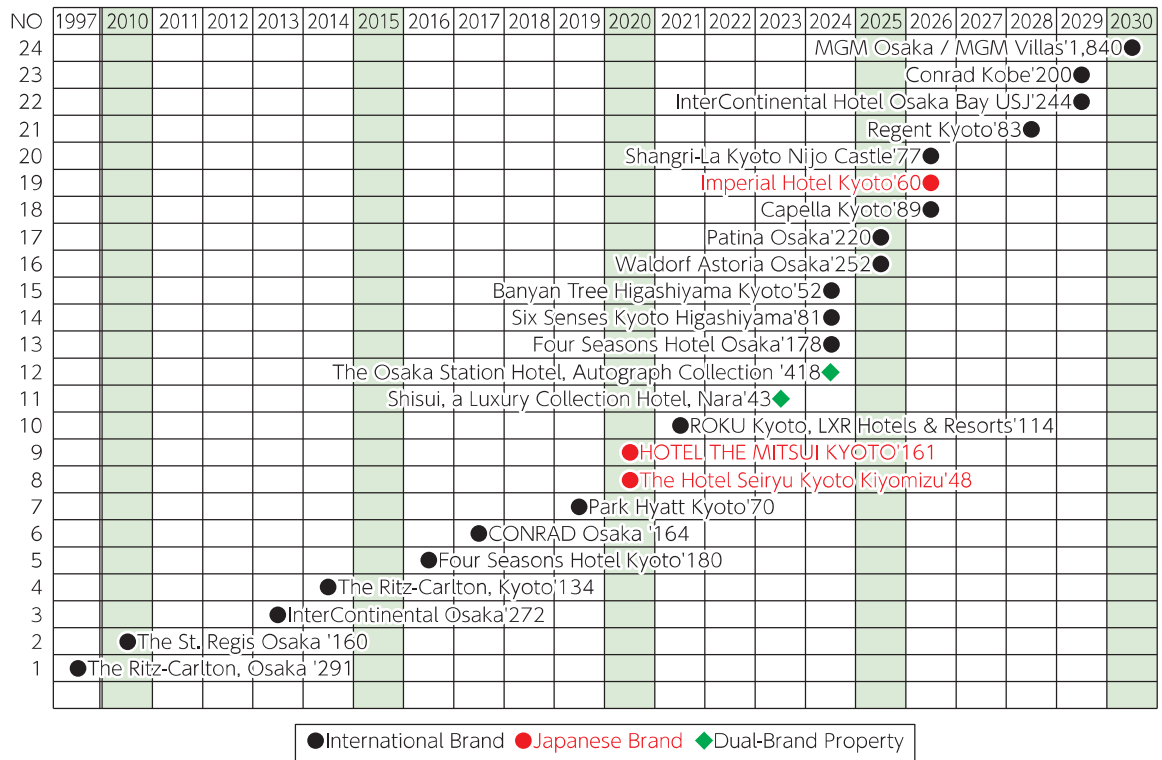 NO 1997 2010 2011 2012 2013 2014 2015 2016 2017 2018 2019 2020 2021 2022 2023 2024 2025 2026 2027 2028 2029 2030
24 MGM Osaka / MGM Villas'1,840
23 Conrad Kobe'200
22 InterContinental Hotel Osaka Bay USJ'244
21 Regent Kyoto'83
20 Shangri-La Kyoto Nijo Castle'77
19 Imperial Hotel Kyoto'60
18 Capella Kyoto'89
17 Patina Osaka'220
16 Waldorf Astoria Osaka'252
15 Banyan Tree Higashiyama Kyoto'52
14 Six Senses Kyoto Higashiyama'81
13 Four Seasons Hotel Osaka'178
12 The Osaka Station Hotel, Autograph Collection '418
11 Shisui, a Luxury Collection Hotel, Nara'43
10 ROKU Kyoto, LXR Hotels & Resorts'114
9 HOTEL THE MITSUI KYOTO'161
8 The Hotel Seiryu Kyoto Kiyomizu'48
7 Park Hyatt Kyoto'70
6 CONRAD Osaka '164
5 Four Seasons Hotel Kyoto'180
4 The Ritz-Carlton, Kyoto'134
3 InterContinental Osaka'272
2 The St. Regis Osaka '160
1 The Ritz-Carlton, Osaka '291
International Brand Japanese Brand Dual-Brand Property